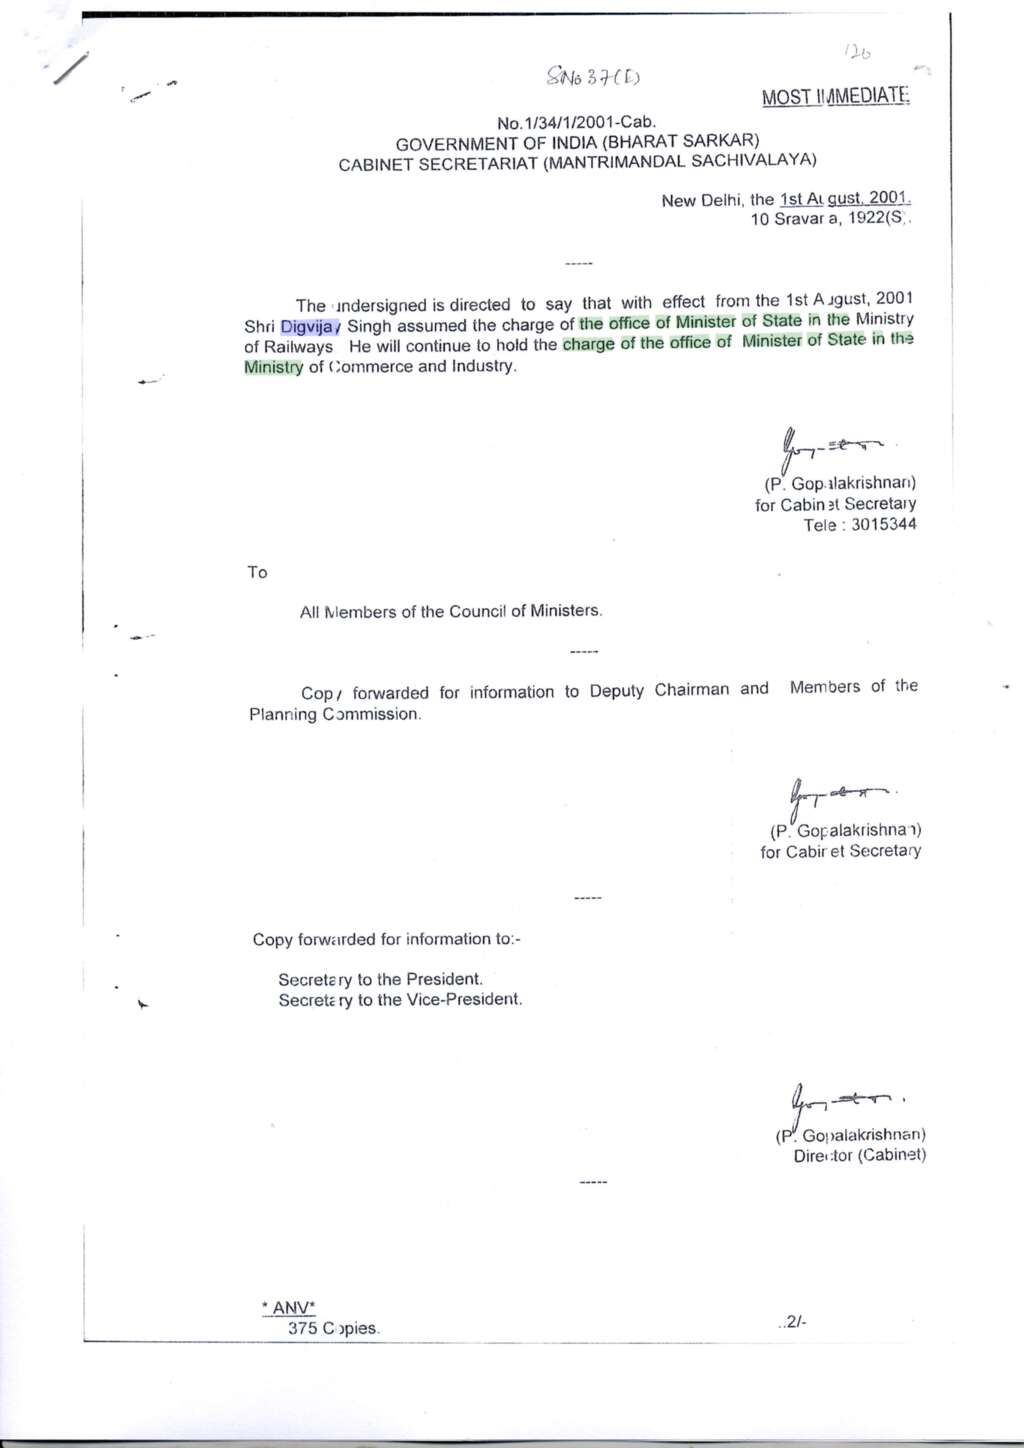 120
SNo 37(I)
MOST IMMEDIATE
No.1/34/1/2001-Cab.
GOVERNMENT OF INDIA (BHARAT SARKAR)
CABINET SECRETARIAT (MANTRIMANDAL SACHIVALAYA)
New Delhi, the 1st August, 2001.
10 Sravana, 1922(S).
-----
The undersigned is directed to say that with effect from the 1st August, 2001
Shri Digvijay Singh assumed the charge of the office of Minister of State in the Ministry
of Railways He will continue to hold the charge of the office of Minister of State in the
Ministry of Commerce and Industry.
(P. Gopalakrishnan)
for Cabinet Secretary
Tele : 3015344
To
All Members of the Council of Ministers.
-----
Copy forwarded for information to Deputy Chairman and Members of the
Planning Commission.
(P. Gopalakrishnan)
for Cabinet Secretary
-----
Copy forwarded for information to:-
Secretary to the President.
Secretary to the Vice-President.
(P. Gopalakrishnan)
Director (Cabinet)
-----
* ANV*
375 Copies.
..2/-